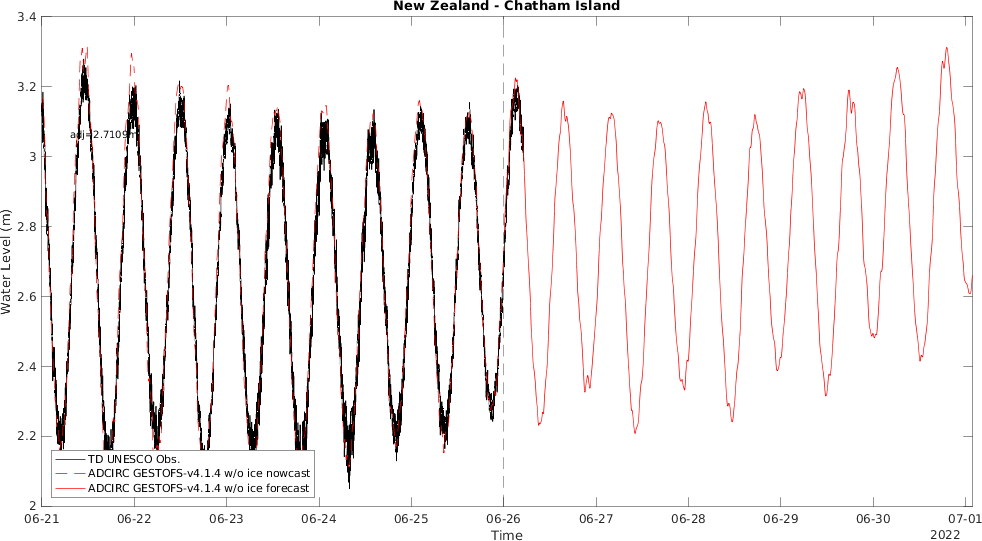 New Zealand - Chatham Island
3.4
3.2
3
2.8
2.6
2.4
2.2
2
Water Level (m)
adj=2.7109m
TD UNESCO Obs.
ADCIRC GESTOFS-v4.1.4 w/o ice nowcast
ADCIRC GESTOFS-v4.1.4 w/o ice forecast
06-21 06-22 06-23 06-24 06-25 06-26 06-27 06-28 06-29 06-30 07-01
Time
2022